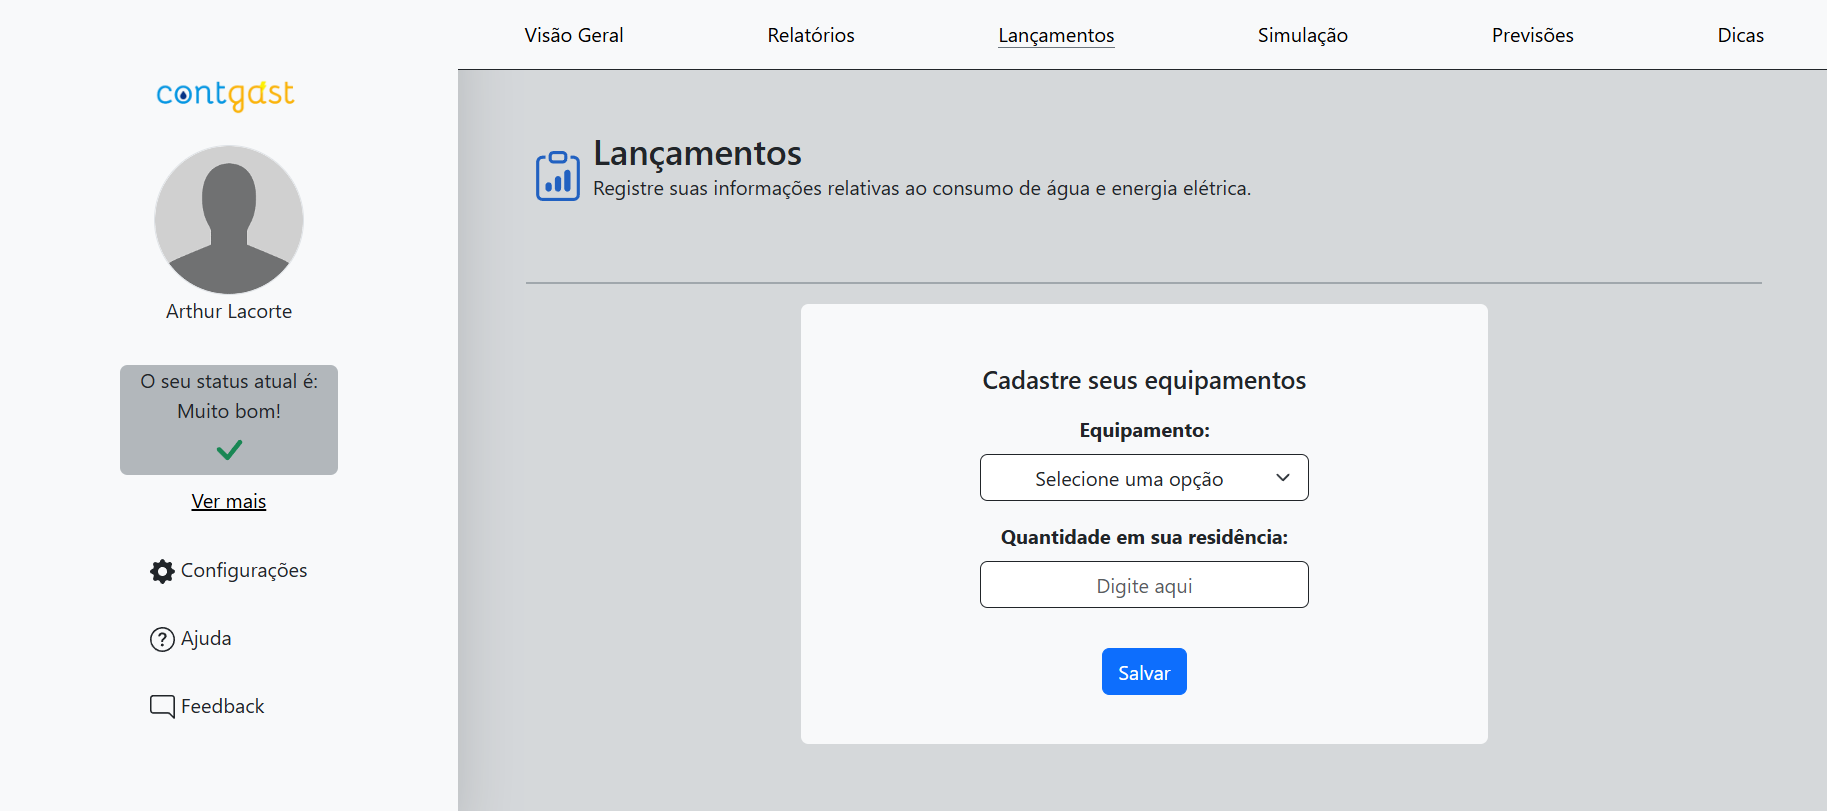 Visão Geral
Relatórios
Lançamentos
Simulação
Previsões
Dicas
contgast
Arthur Lacorte
O seu status atual é:
Muito bom!
Ver mais
Configurações
Ajuda
Feedback
Lançamentos
Registre suas informações relativas ao consumo de água e energia elétrica.
Cadastre seus equipamentos
Equipamento:
Selecione uma opção
Quantidade em sua residência:
Digite aqui
Salvar